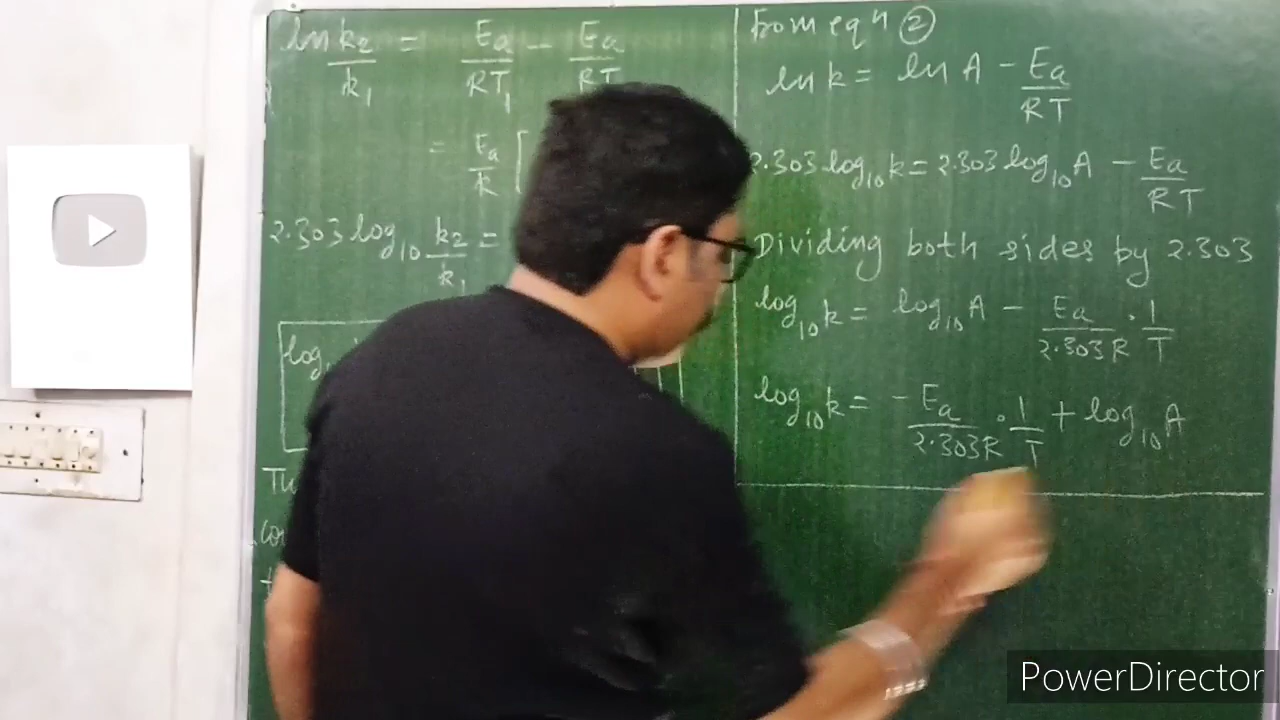 ln k₂/k₁ = Ea/RT₁ - Ea/RT
= Ea/R [
2.303 log₁₀ k₂/k₁ =
log
From eqn ②
ln k = ln A - Ea/RT
2.303 log₁₀ k = 2.303 log₁₀ A - Ea/RT
Dividing both sides by 2.303
log₁₀ k = log₁₀ A - Ea/2.303R . 1/T
log₁₀ k = -Ea/2.303R . 1/T + log₁₀ A
PowerDirector